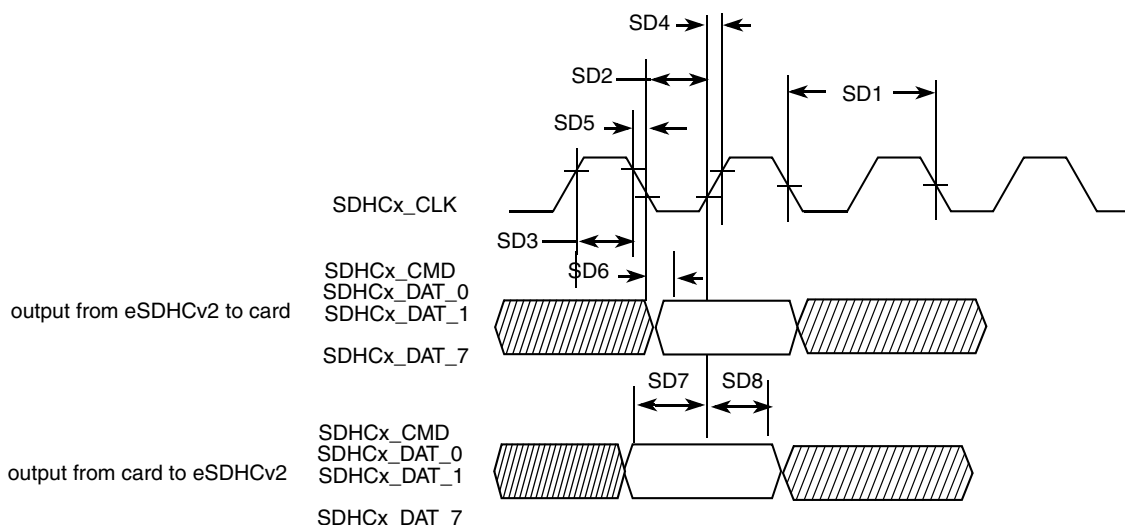 SD4
SD2
SD1
SD5
SDHCx_CLK
SD3
SDHCx_CMD
SD6
SDHCx_DAT_0
output from eSDHCv2 to card
SDHCx_DAT_1
SDHCx_DAT_7
SD7
SD8
SDHCx_CMD
SDHCx_DAT_0
output from card to eSDHCv2
SDHCx_DAT_1
SDHCx_DAT_7